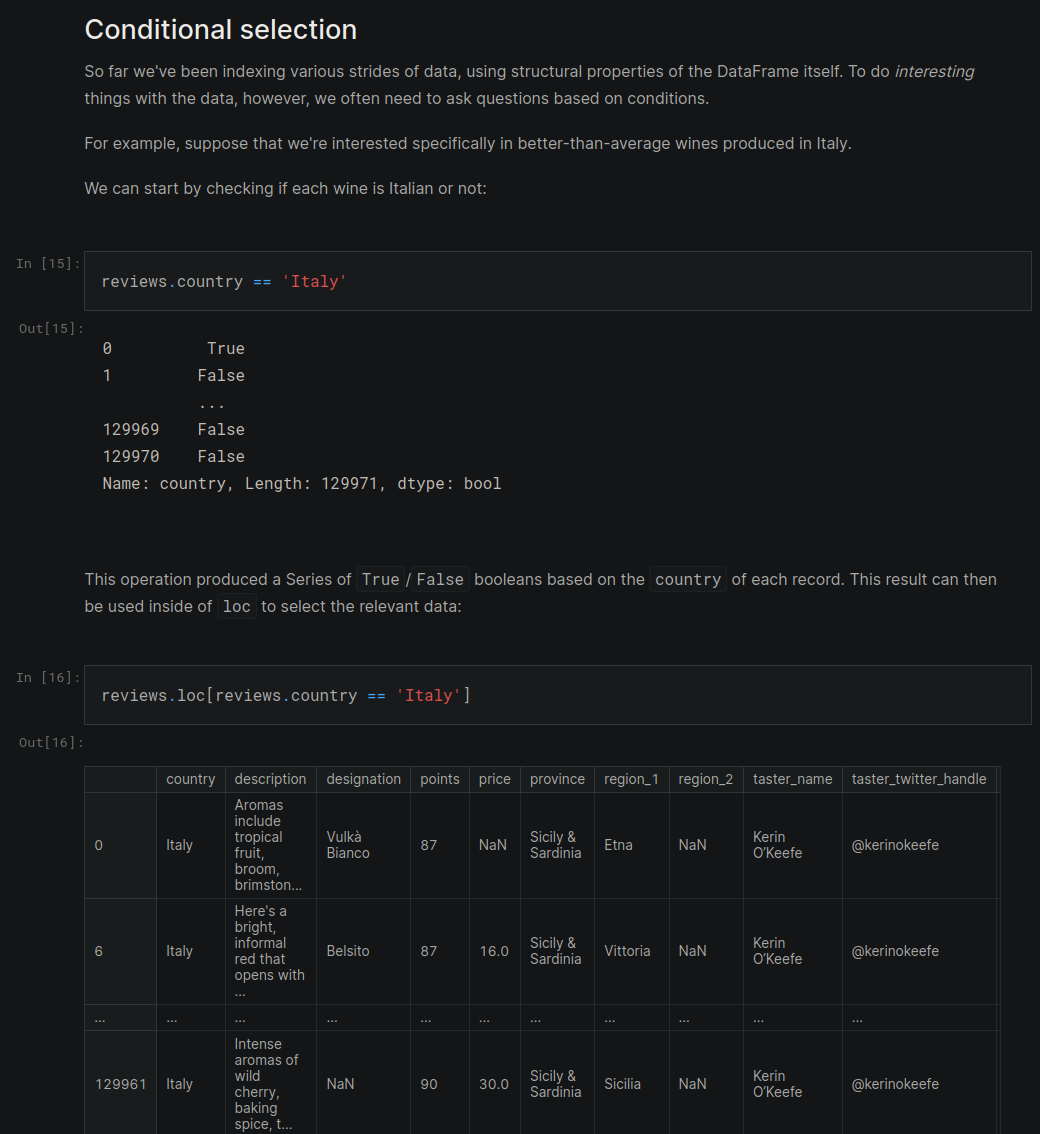 Conditional selection
So far we've been indexing various strides of data, using structural properties of the DataFrame itself. To do interesting
things with the data, however, we often need to ask questions based on conditions.
For example, suppose that we're interested specifically in better-than-average wines produced in Italy.
We can start by checking if each wine is Italian or not:
In [15]:
reviews.country == 'Italy'
Out[15]:
0 True
1 False
...
129969 False
129970 False
Name: country, Length: 129971, dtype: bool
This operation produced a Series of True/False booleans based on the country of each record. This result can then
be used inside of loc to select the relevant data:
In [16]:
reviews.loc[reviews.country == 'Italy']
Out[16]:
country description designation points price province region_1 region_2 taster_name taster_twitter_handle
0 Italy Aromas include tropical fruit, broom, brimston... Vulkà Bianco 87 NaN Sicily & Sardinia Etna NaN Kerin O'Keefe @kerinokeefe
6 Italy Here's a bright, informal red that opens with ... Belsito 87 16.0 Sicily & Sardinia Vittoria NaN Kerin O'Keefe @kerinokeefe
... ... ... ... ... ... ... ... ... ... ...
129961 Italy Intense aromas of wild cherry, baking spice, t... NaN 90 30.0 Sicily & Sardinia Sicilia NaN Kerin O'Keefe @kerinokeefe